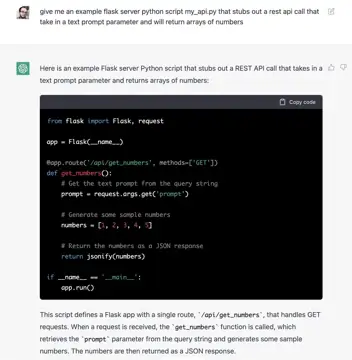 give me an example flask server python script my_api.py that stubs out a rest api call that
take in a text prompt parameter and will return arrays of numbers
Here is an example Flask server Python script that stubs out a REST API call that takes in a
text prompt parameter and returns arrays of numbers:
Copy code
from flask import Flask, request
app = Flask(__name__)
@app.route('/api/get_numbers', methods=['GET'])
def get_numbers():
# Get the text prompt from the query string
prompt = request.args.get('prompt')
# Generate some sample numbers
numbers = [1, 2, 3, 4, 5]
# Return the numbers as a JSON response
return jsonify(numbers)
if __name__ == '__main__':
app.run()
This script defines a Flask app with a single route, `/api/get_numbers`, that handles GET
requests. When a request is received, the `get_numbers` function is called, which
retrieves the `prompt` parameter from the query string and generates some sample
numbers. The numbers are then returned as a JSON response.